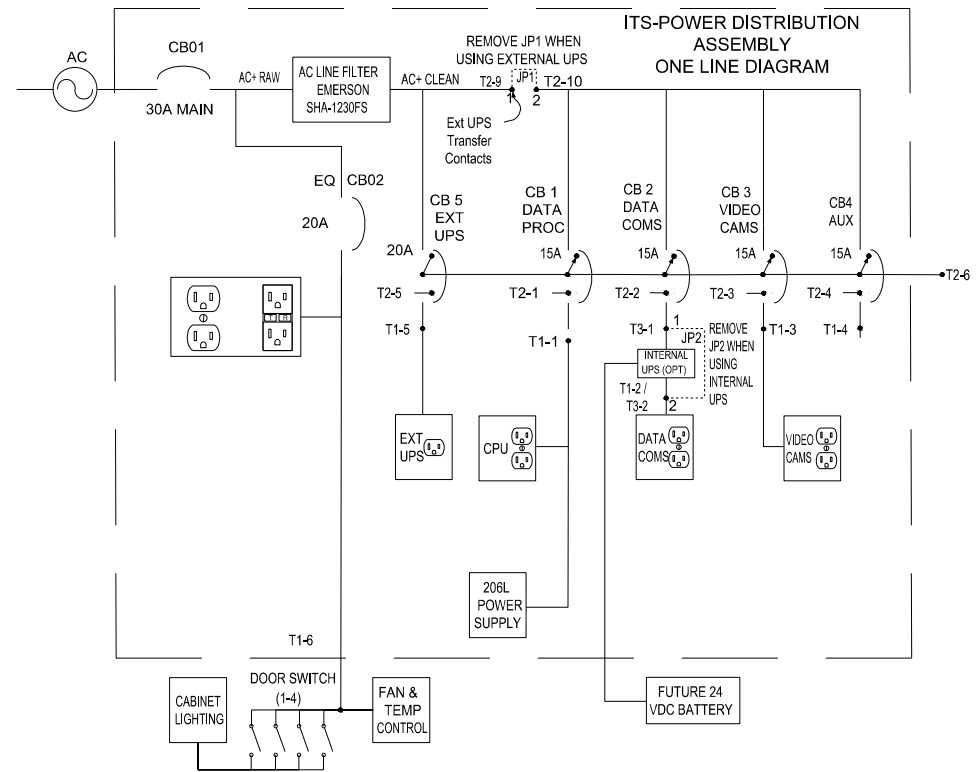 ITS-POWER DISTRIBUTION
ASSEMBLY
ONE LINE DIAGRAM
AC
CB01
30A MAIN
AC+ RAW
AC LINE FILTER
EMERSON
SHA-1230FS
AC+ CLEAN
REMOVE JP1 WHEN
USING EXTERNAL UPS
T2-9
JP1
T2-10
1
2
Ext UPS
Transfer
Contacts
EQ
CB02
20A
CB 5
EXT
UPS
20A
CB 1
DATA
PROC
15A
CB 2
DATA
COMS
15A
CB 3
VIDEO
CAMS
15A
CB4
AUX
15A
T2-6
T2-5
T2-1
T2-2
T2-3
T2-4
T1-5
T1-1
T3-1
1
JP2
REMOVE
JP2 WHEN
USING
INTERNAL
UPS
T1-3
T1-4
INTERNAL
UPS (OPT)
T1-2 /
T3-2
2
T
R
EXT
UPS
CPU
DATA
COMS
VIDEO
CAMS
206L
POWER
SUPPLY
T1-6
DOOR SWITCH
(1-4)
CABINET
LIGHTING
FAN &
TEMP
CONTROL
FUTURE 24
VDC BATTERY